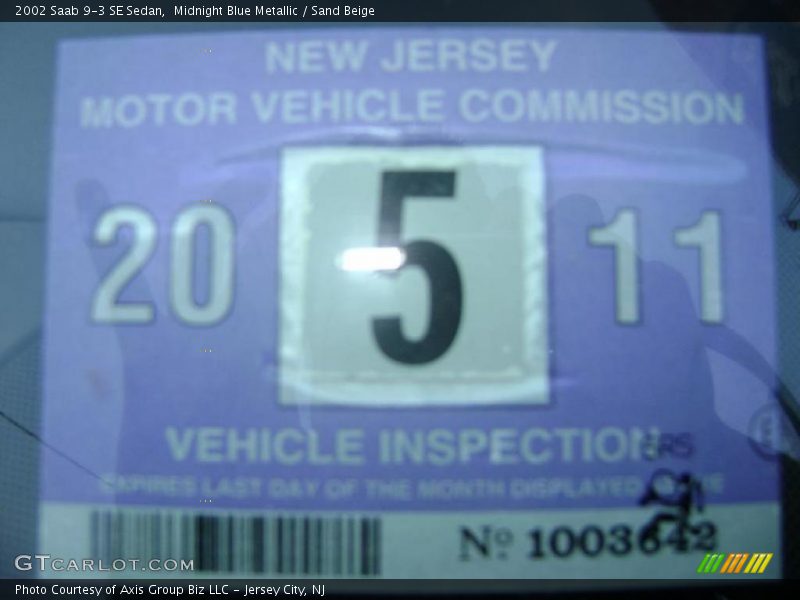 2002 Saab 9-3 SE Sedan, Midnight Blue Metallic / Sand Beige
NEW JERSEY
MOTOR VEHICLE COMMISSION
20 5 11
VEHICLE INSPECTION
EXPIRES LAST DAY OF THE MONTH DISPLAYED
Nº 1003642
GTCARLOT.COM
Photo Courtesy of Axis Group Biz LLC - Jersey City, NJ